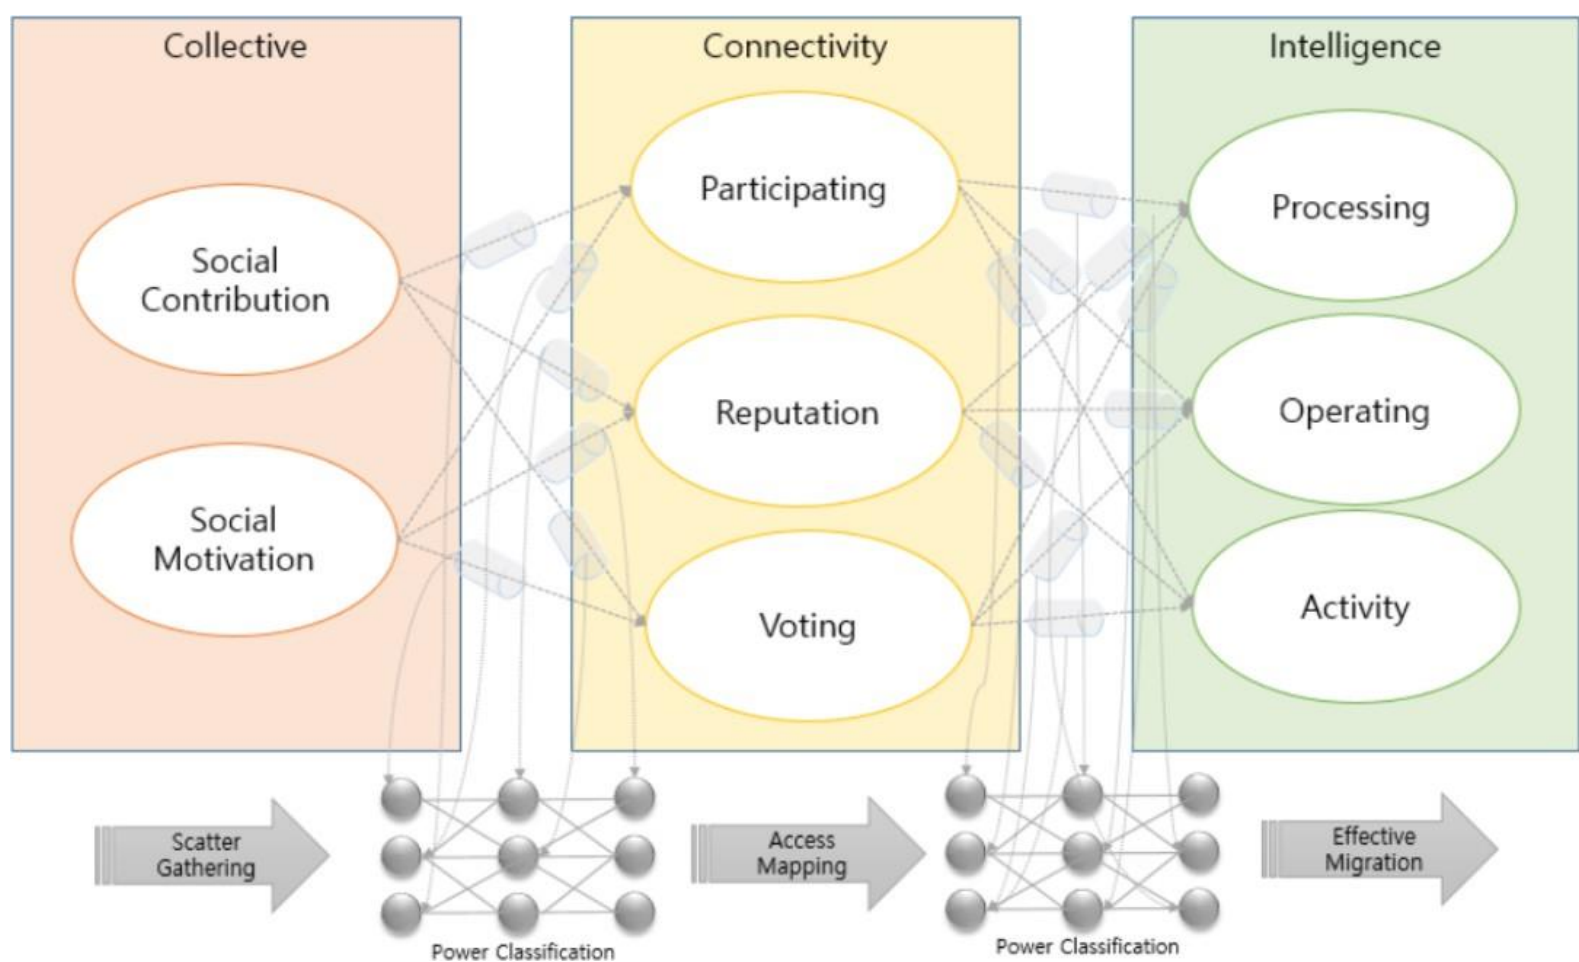 Collective
Connectivity
Intelligence
Social
Contribution
Social
Motivation
Participating
Reputation
Voting
Processing
Operating
Activity
Scatter
Gathering
Power Classification
Access
Mapping
Power Classification
Effective
Migration